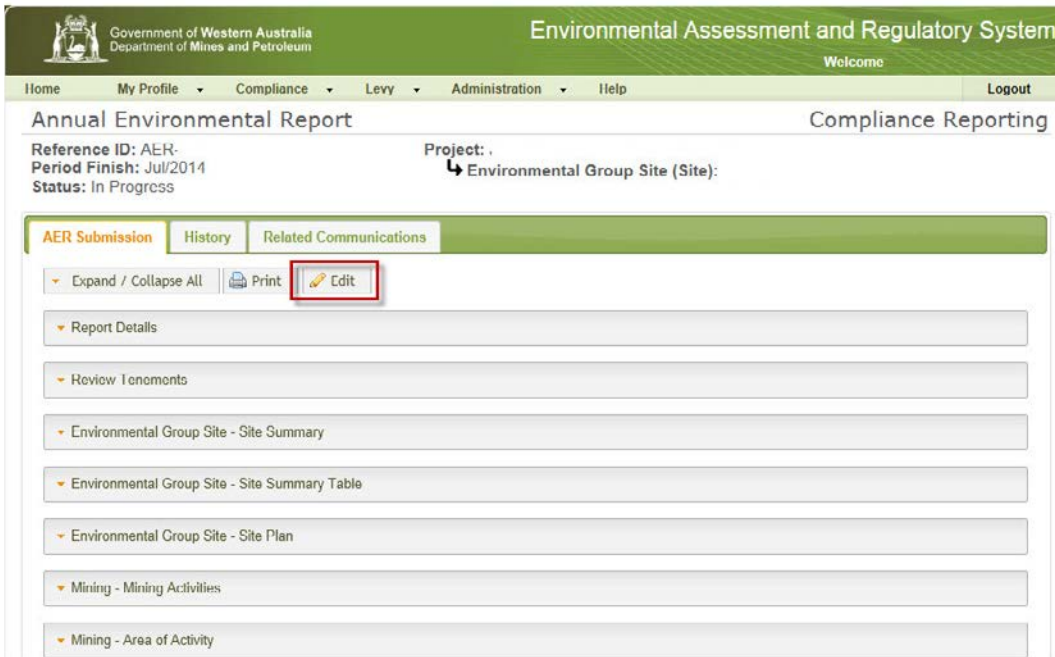 Government of Western Australia
Department of Mines and Petroleum
Environmental Assessment and Regulatory System
Welcome
Home My Profile Compliance Levy Administration Help Logout
Annual Environmental Report Compliance Reporting
Reference ID: AER-
Period Finish: Jul/2014
Status: In Progress
Project:
Environmental Group Site (Site):
AER Submission History Related Communications
Expand / Collapse All Print Edit
Report Details
Review Tenements
Environmental Group Site - Site Summary
Environmental Group Site - Site Summary Table
Environmental Group Site - Site Plan
Mining - Mining Activities
Mining - Area of Activity